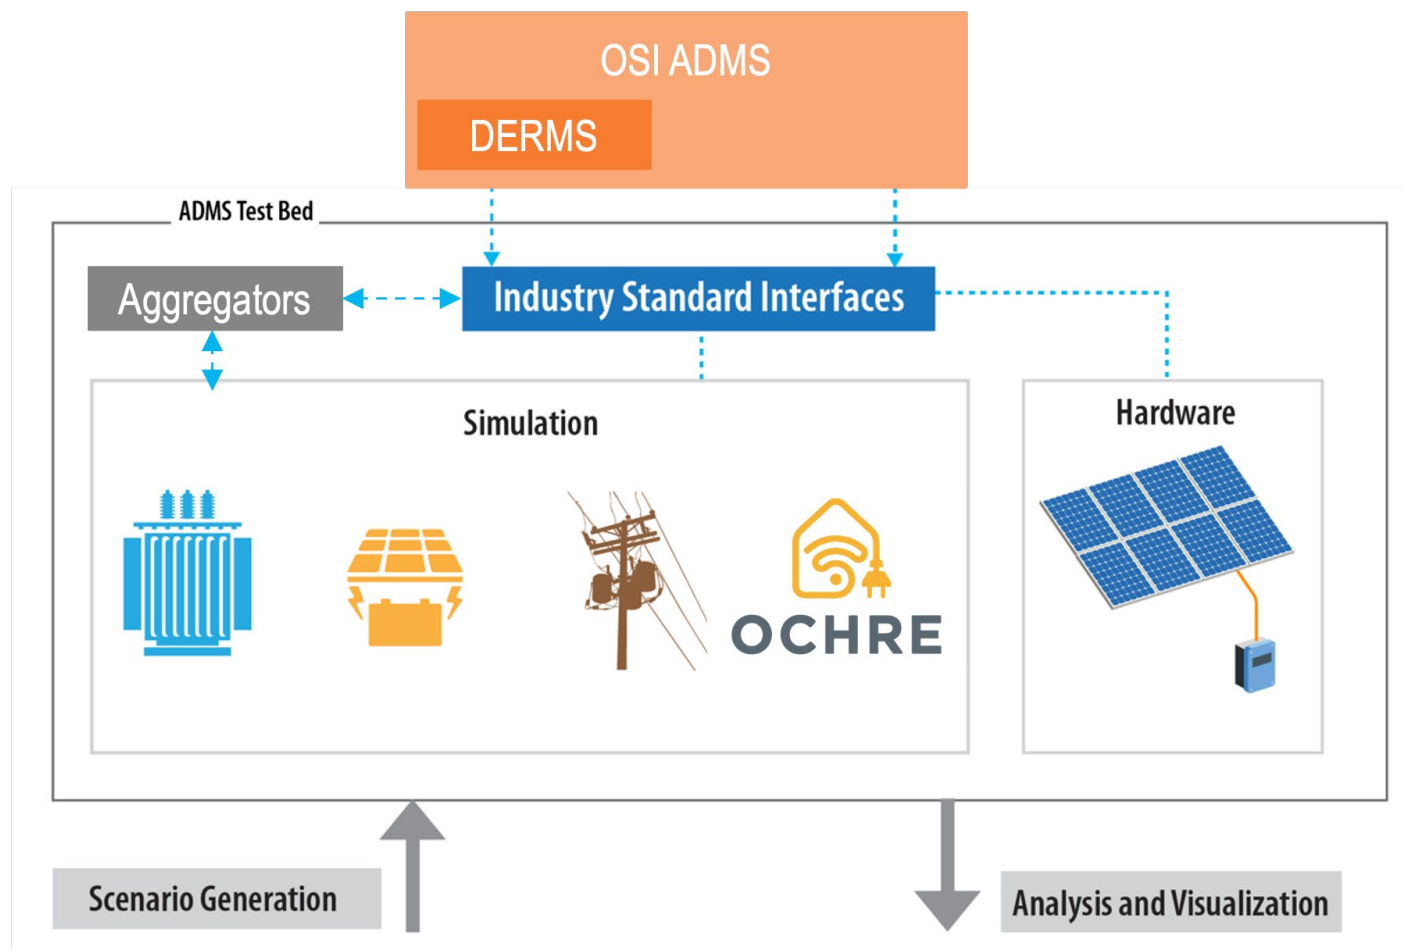 OSI ADMS
DERMS
ADMS Test Bed
Aggregators
Industry Standard Interfaces
Simulation
Hardware
OCHRE
Scenario Generation
Analysis and Visualization